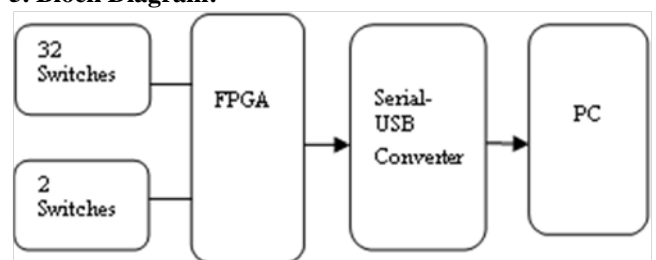 3. Block Diagram:
32
Switches
FPGA
Serial-
USB
Converter
PC
2
Switches